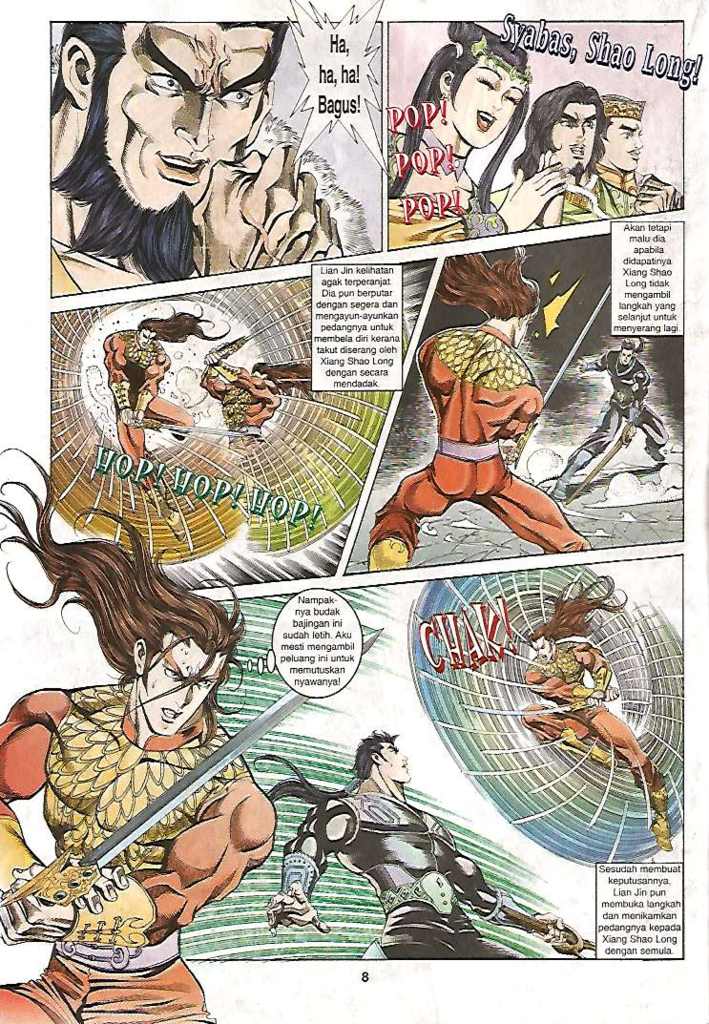 Ha,
ha, ha!
Bagus!
Syabas, Shao Long!
POP!
POP!
POP!
Lian Jin kelihatan
agak terperanjat
Dia pun berputar
dengan segera dan
mengayun-ayunkan
pedangnya untuk
membela diri kerana
takut diserang oleh
Xiang Shao Long
dengan secara
mendadak.
HOP! HOP! HOP!
Akan tetapi
malu dia
apabila
didapatinya
Xiang Shao
Long tidak
mengambil
langkah yang
selanjut untuk
menyerang lagi.
Nampak-
nya budak
ini
sudah letih. Aku
mesti mengambil
peluang ini untuk
memutuskan
nyawanya!
CHAK!
Sesudah membuat
keputusannya,
Lian Jin pun
membuka langkah
dan menikamkan
pedangnya kepada
Xiang Shao Long
dengan semula.
8